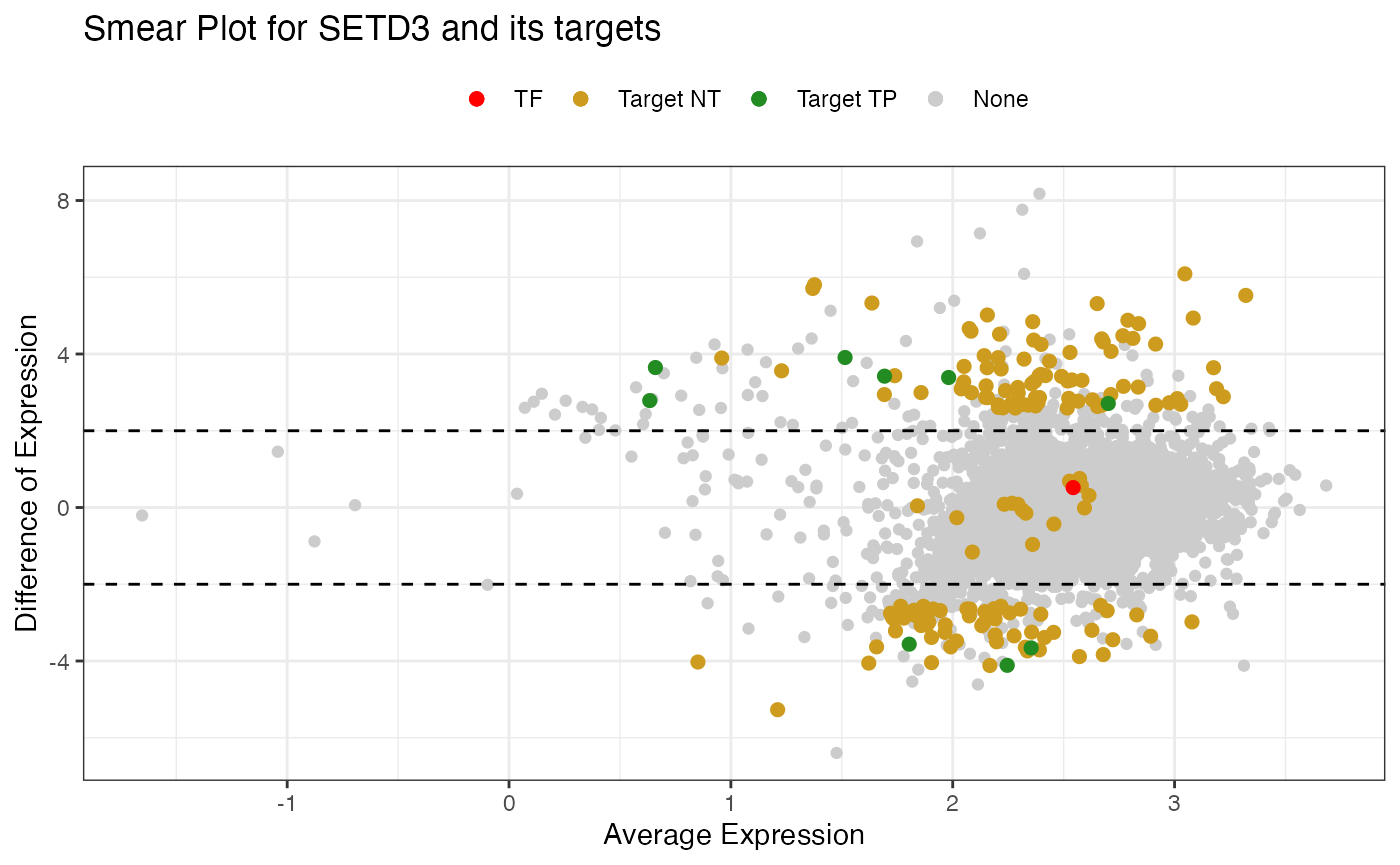 Smear Plot for SETD3 and its targets
TF Target NT Target TP None
Difference of Expression
8
4
0
-4
-1 0 1 2 3
Average Expression